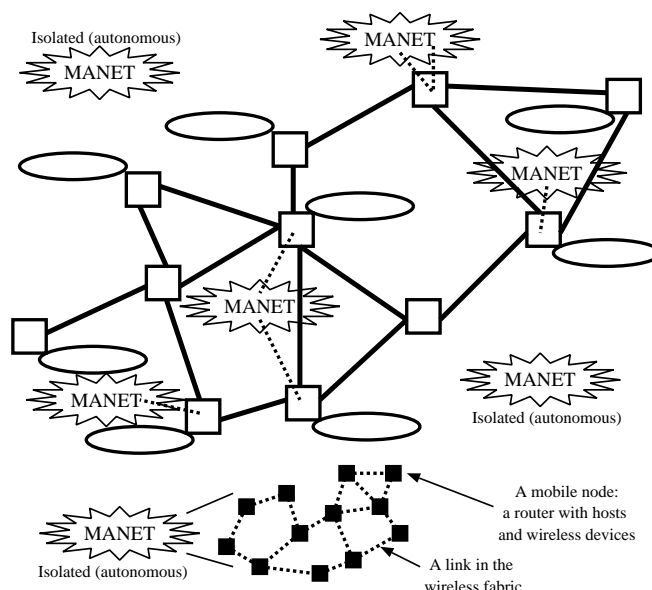 Isolated (autonomous)
MANET
MANET
MANET
MANET
MANET
MANET
Isolated (autonomous)
MANET
Isolated (autonomous)
A mobile node:
a router with hosts
and wireless devices
A link in the
wireless fabric